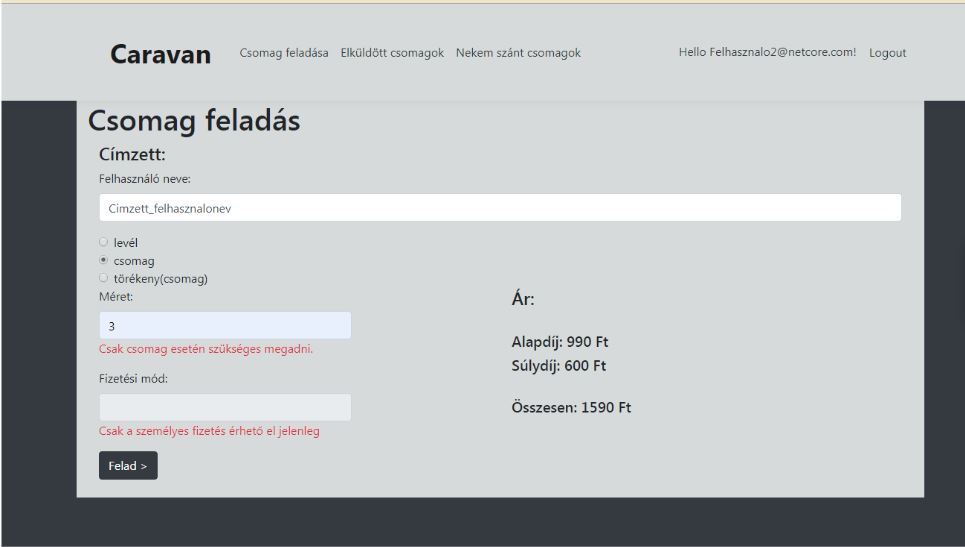 Caravan Csomag feladása Elküldött csomagok Nekem szánt csomagok Hello Felhasznalo2@netcore.com! Logout
Csomag feladás
Címzett:
Felhasználó neve:
Cimzett_felhasznalonev
levél
csomag
törékeny(csomag)
Méret:
3
Csak csomag esetén szükséges megadni.
Fizetési mód:
Csak a személyes fizetés érhető el jelenleg
Felad >
Ár:
Alapdíj: 990 Ft
Súlydíj: 600 Ft
Összesen: 1590 Ft